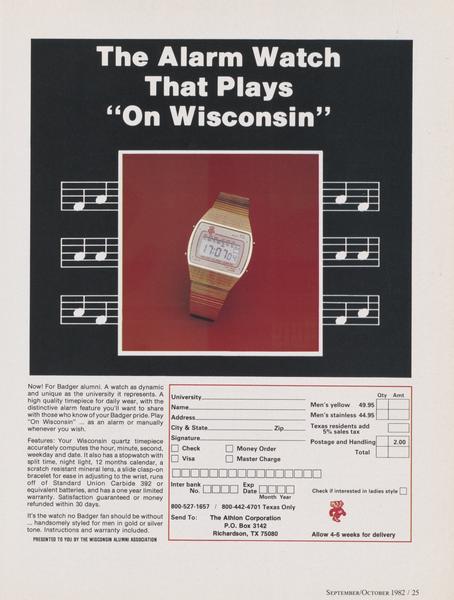 The Alarm Watch
That Plays
“On Wisconsin”
17:07 04
Now! For Badger alumni. A watch as dynamic
and unique as the university it represents. A
high quality timepiece for daily wear, with the
distinctive alarm feature you'll want to share
with those who know of your Badger pride. Play
"On Wisconsin" ... as an alarm or manually
whenever you wish.
Features: Your Wisconsin quartz timepiece
accurately computes the hour, minute, second,
weekday and date. It also has a stopwatch with
split time, night light, 12 months calendar, a
scratch resistant mineral lens, a slide clasp-on
bracelet for ease in adjusting to the wrist, runs
off of Standard Union Carbide 392 or
equivalent batteries, and has a one year limited
warranty. Satisfaction guaranteed or money
refunded within 30 days.
It's the watch no Badger fan should be without
... handsomely styled for men in gold or silver
tone. Instructions and warranty included.
PRESENTED TO YOU BY THE WISCONSIN ALUMNI ASSOCIATION
University
Name
Address
City & State Zip
Signature
Check Money Order
Visa Master Charge
Inter bank No. Exp Date
Month Year
800-527-1657 / 800-442-4701 Texas Only
Send To: The Athlon Corporation
P.O. Box 3142
Richardson, TX 75080
Qty Amt
Men's yellow 49.95
Men's stainless 44.95
Texas residents add
5% sales tax
Postage and Handling 2.00
Total
Check if interested in ladies style
Allow 4-6 weeks for delivery
SEPTEMBER/OCTOBER 1982 / 25